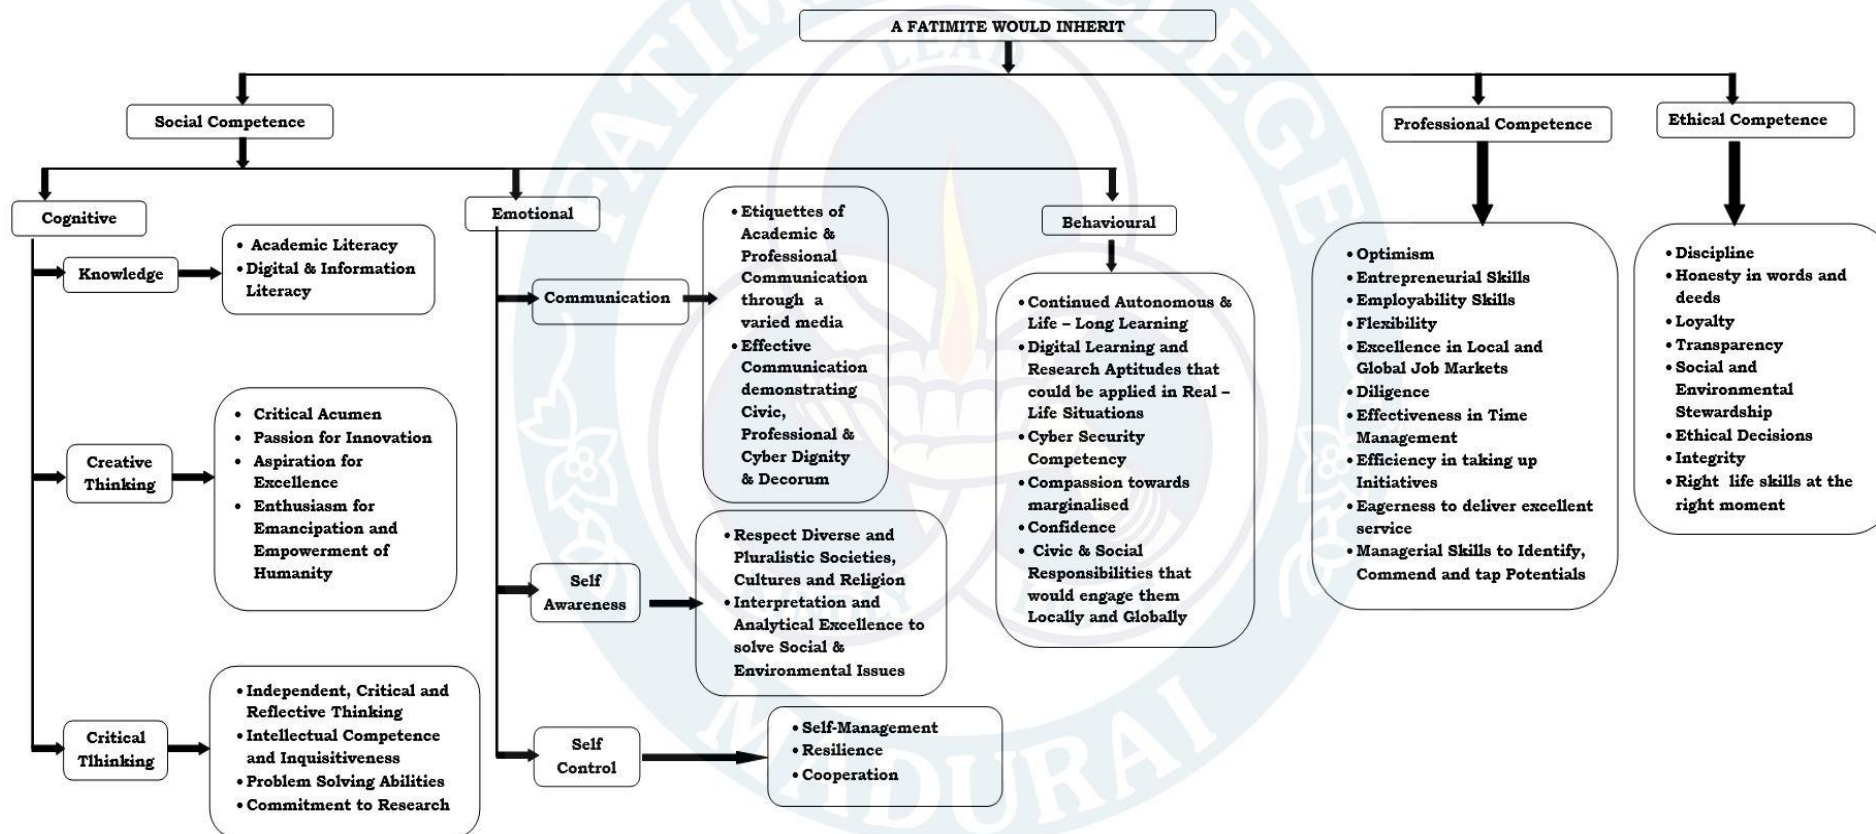 A FATIMITE WOULD INHERIT
Social Competence
Cognitive
Knowledge
• Academic Literacy
• Digital & Information
Literacy
Creative
Thinking
• Critical Acumen
• Passion for Innovation
• Aspiration for
Excellence
• Enthusiasm for
Emancipation and
Empowerment of
Humanity
Critical
Tlhinking
• Independent, Critical and
Reflective Thinking
• Intellectual Competence
and Inquisitiveness
• Problem Solving Abilities
• Commitment to Research
Emotional
Communication
• Etiquettes of
Academic &
Professional
Communication
through a
varied media
• Effective
Communication
demonstrating
Civic,
Professional &
Cyber Dignity
& Decorum
Self
Awareness
• Respect Diverse and
Pluralistic Societies,
Cultures and Religion
• Interpretation and
Analytical Excellence to
solve Social &
Environmental Issues
Self
Control
• Self-Management
• Resilience
• Cooperation
Behavioural
• Continued Autonomous &
Life – Long Learning
• Digital Learning and
Research Aptitudes that
could be applied in Real –
Life Situations
• Cyber Security
Competency
• Compassion towards
marginalised
• Confidence
• Civic & Social
Responsibilities that
would engage them
Locally and Globally
Professional Competence
• Optimism
• Entrepreneurial Skills
• Employability Skills
• Flexibility
• Excellence in Local and
Global Job Markets
• Diligence
• Effectiveness in Time
Management
• Efficiency in taking up
Initiatives
• Eagerness to deliver excellent
service
• Managerial Skills to Identify,
Commend and tap Potentials
Ethical Competence
• Discipline
• Honesty in words and
deeds
• Loyalty
• Transparency
• Social and
Environmental
Stewardship
• Ethical Decisions
• Integrity
• Right life skills at the
right moment
MADURAI